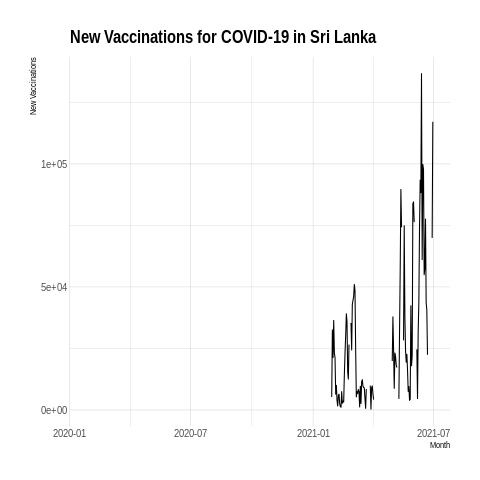 New Vaccinations for COVID-19 in Sri Lanka
New Vaccinations
1e+05
5e+04
0e+00
2020-01 2020-07 2021-01 2021-07
Month